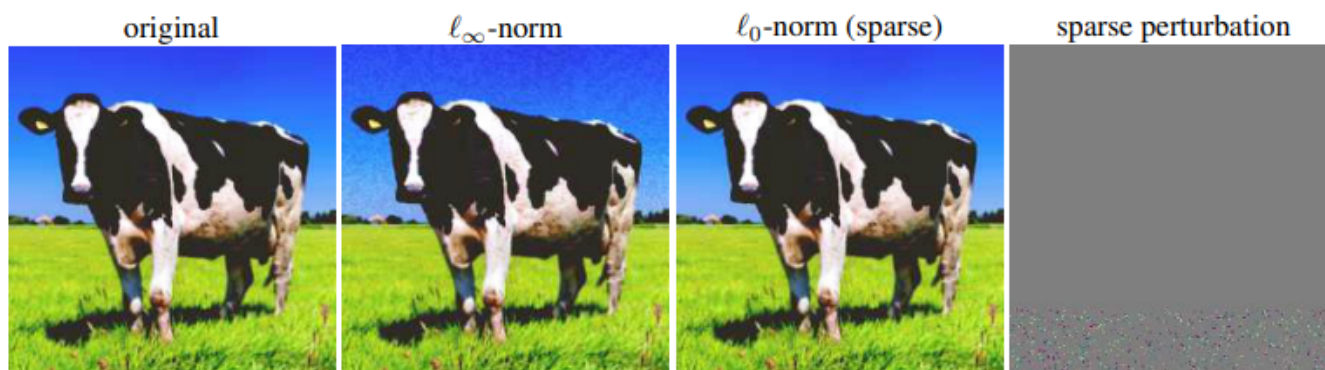 original
ℓ∞-norm
ℓ0-norm (sparse)
sparse perturbation